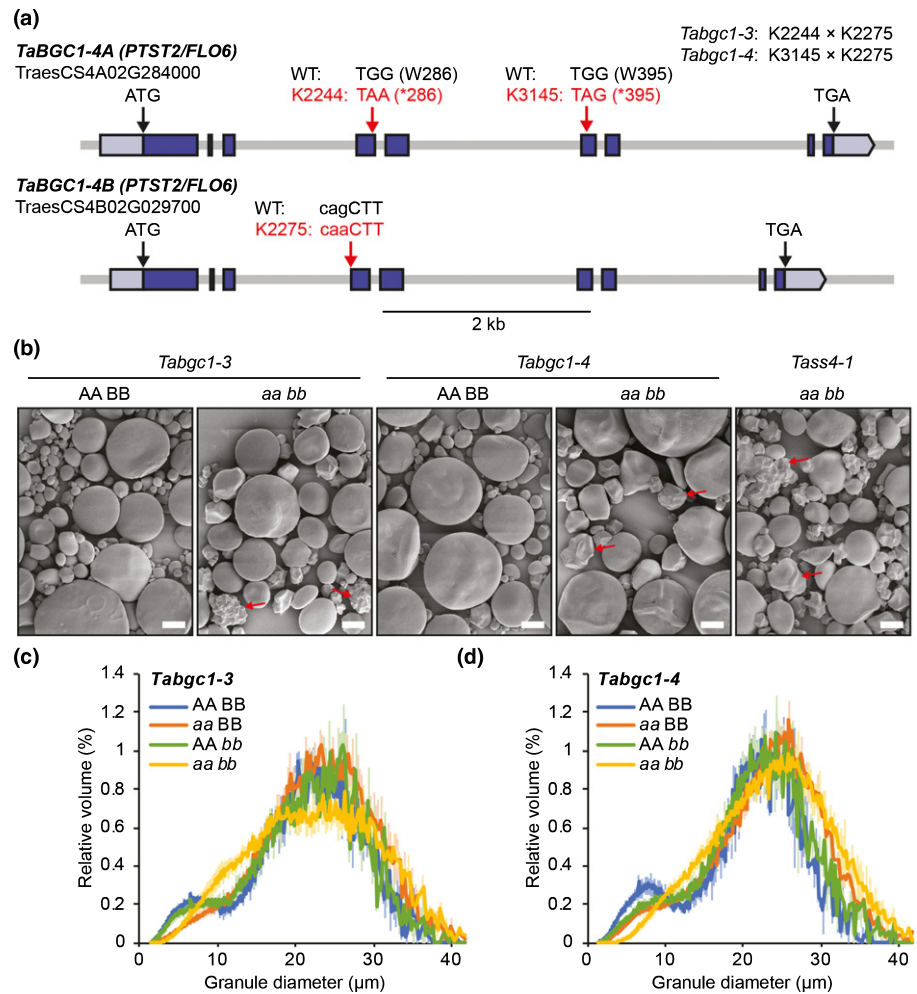 (a)
Tabgc1-3: K2244 × K2275
Tabgc1-4: K3145 × K2275
TaBGC1-4A (PTST2/FLO6)
TraesCS4A02G284000
WT: TGG (W286)
K2244: TAA (*286)
WT: TGG (W395)
K3145: TAG (*395)
ATG
TGA
TaBGC1-4B (PTST2/FLO6)
TraesCS4B02G029700
WT: cagCTT
K2275: caaCTT
ATG
TGA
2 kb
(b)
Tabgc1-3 Tabgc1-4 Tass4-1
AA BB aa bb AA BB aa bb aa bb
(c)
Tabgc1-3
AA BB
aa BB
AA bb
aa bb
Relative volume (%)
1.4
1.2
1
0.8
0.6
0.4
0.2
0
0 10 20 30 40
Granule diameter (µm)
(d)
Tabgc1-4
AA BB
aa BB
AA bb
aa bb
Relative volume (%)
1.4
1.2
1
0.8
0.6
0.4
0.2
0
0 10 20 30 40
Granule diameter (µm)